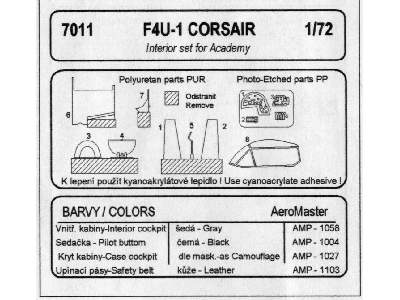 7011 F4U-1 CORSAIR 1/72
Interior set for Academy
Polyuretan parts PUR
Photo-Etched parts PP
Odstranit
Remove
7
6
3
4
1
5
2
8
K lepení použít kyanoakrylátové lepidlo ! Use cyanoacrylate adhesive !
BARVY / COLORS AeroMaster
Vnitř. kabiny-Interior cockpit šedá - Gray AMP - 1058
Sedačka - Pilot buttom černá - Black AMP - 1004
Kryt kabiny-Case cockpit dle mask.-as Camouflage AMP - 1027
Upínací pásy-Safety belt kůže - Leather AMP - 1103